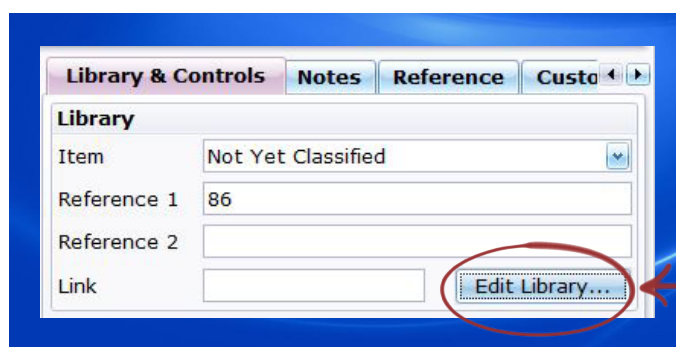 Library & Controls Notes Reference Custo
Library
Item Not Yet Classified
Reference 1 86
Reference 2
Link Edit Library...